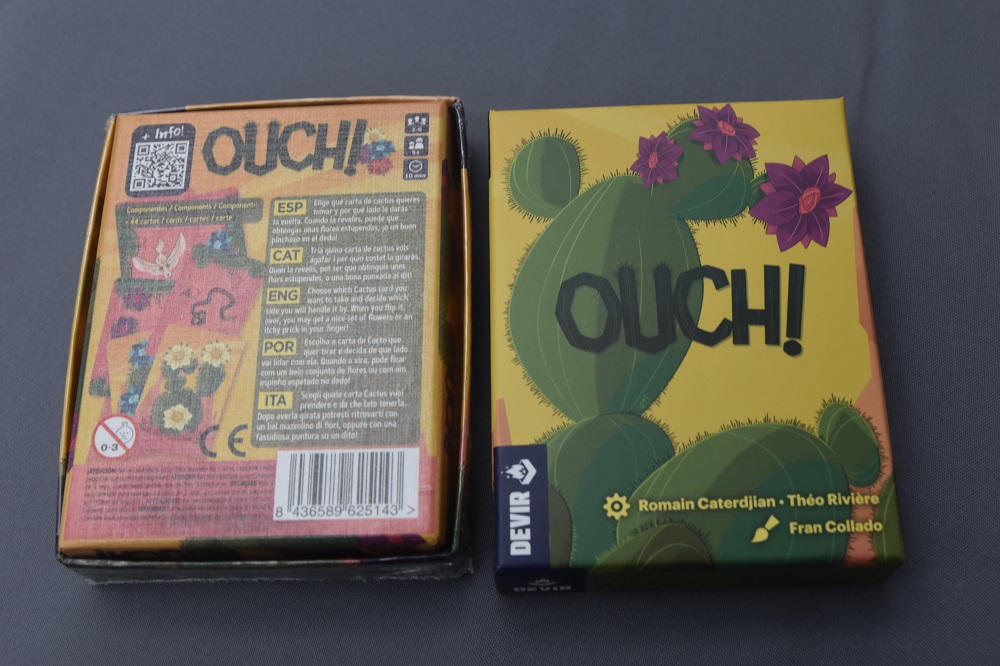 + Info!
OUCH!
2-5
5+
10 min
Componentes / Components / Components
• 44 cartas / cards / cartes / carte
ESP Elige qué carta de cactus quieres
tomar y por qué lado le darás
la vuelta. Cuando la reveles, puede que
obtengas unas flores estupendas, ¡o un buen
pinchazo en el dedo!
CAT Tria quina carta de cactus vols
agafar i per quin costat la giraràs.
Quan la revelis, pot ser que obtinguis unes
flors estupendes, o una bona punxada al dit!
ENG Choose which Cactus card you
want to take and decide which
side you will handle it by. When you flip it
over, you may get a nice set of flowers or an
itchy prick in your finger!
POR Escolha a carta de Cacto que
quer tirar e decida de que lado
vai lidar com ela. Quando a vira, pode ficar
com um belo conjunto de flores ou com um
espinho espetado no dedo!
ITA Scegli quale carta Cactus vuoi
prendere e da che lato tenerla.
Dopo averla girata potresti ritrovarti con
un bel mazzolino di fiori, oppure con una
fastidiosa puntura su un dito!
0-3
CE
8 436589 625143 >
OUCH!
DEVIR
Romain Caterdjian • Théo Rivière
Fran Collado
DEVIR